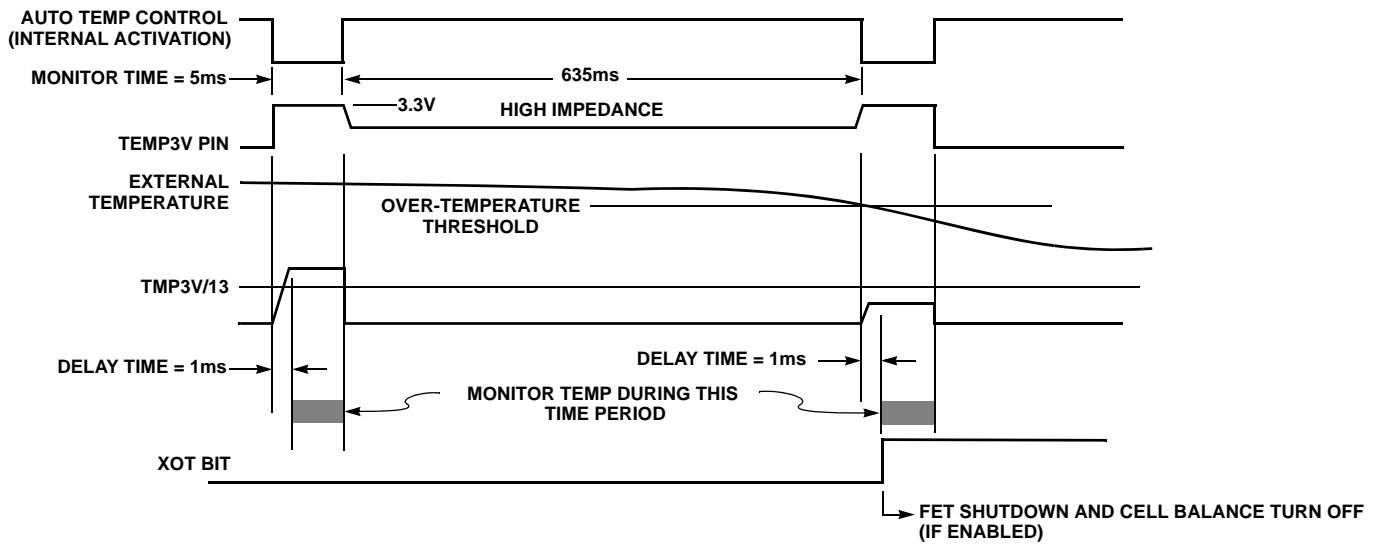 AUTO TEMP CONTROL
(INTERNAL ACTIVATION)
MONITOR TIME = 5ms
635ms
3.3V
HIGH IMPEDANCE
TEMP3V PIN
EXTERNAL
TEMPERATURE
OVER-TEMPERATURE
THRESHOLD
TMP3V/13
DELAY TIME = 1ms
DELAY TIME = 1ms
MONITOR TEMP DURING THIS
TIME PERIOD
XOT BIT
FET SHUTDOWN AND CELL BALANCE TURN OFF
(IF ENABLED)